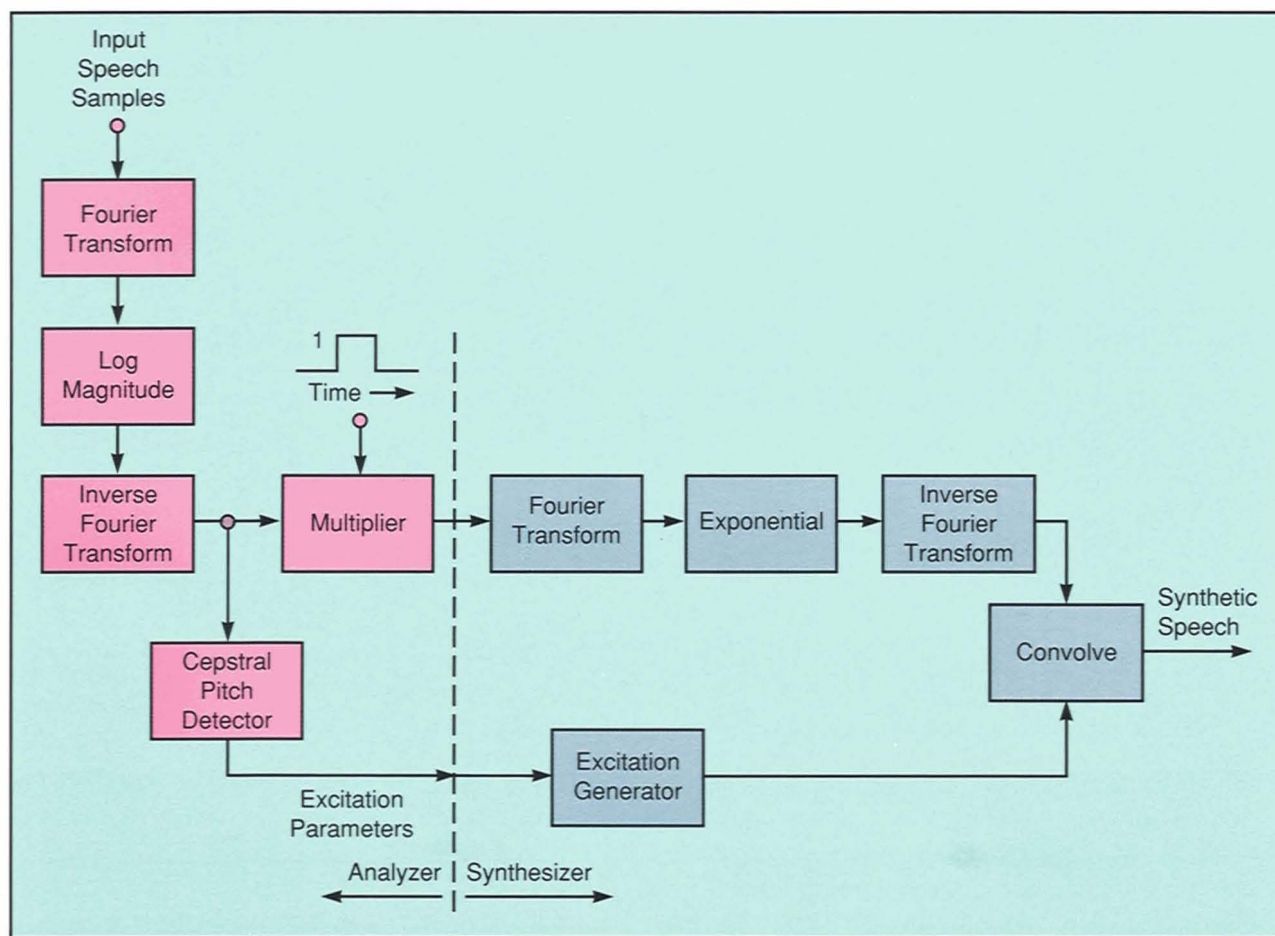 Input
Speech
Samples
Fourier
Transform
Log
Magnitude
1
Time
Inverse
Fourier
Transform
Multiplier
Fourier
Transform
Exponential
Inverse
Fourier
Transform
Convolve
Synthetic
Speech
Cepstral
Pitch
Detector
Excitation
Generator
Excitation
Parameters
Analyzer
Synthesizer